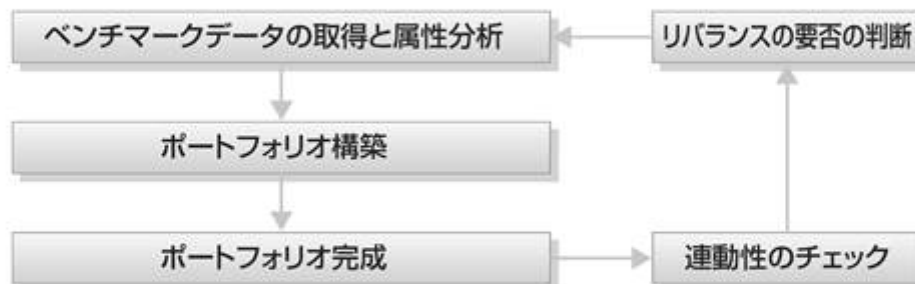 ベンチマークデータの取得と属性分析
リバランスの要否の判断
ポートフォリオ構築
ポートフォリオ完成
連動性のチェック